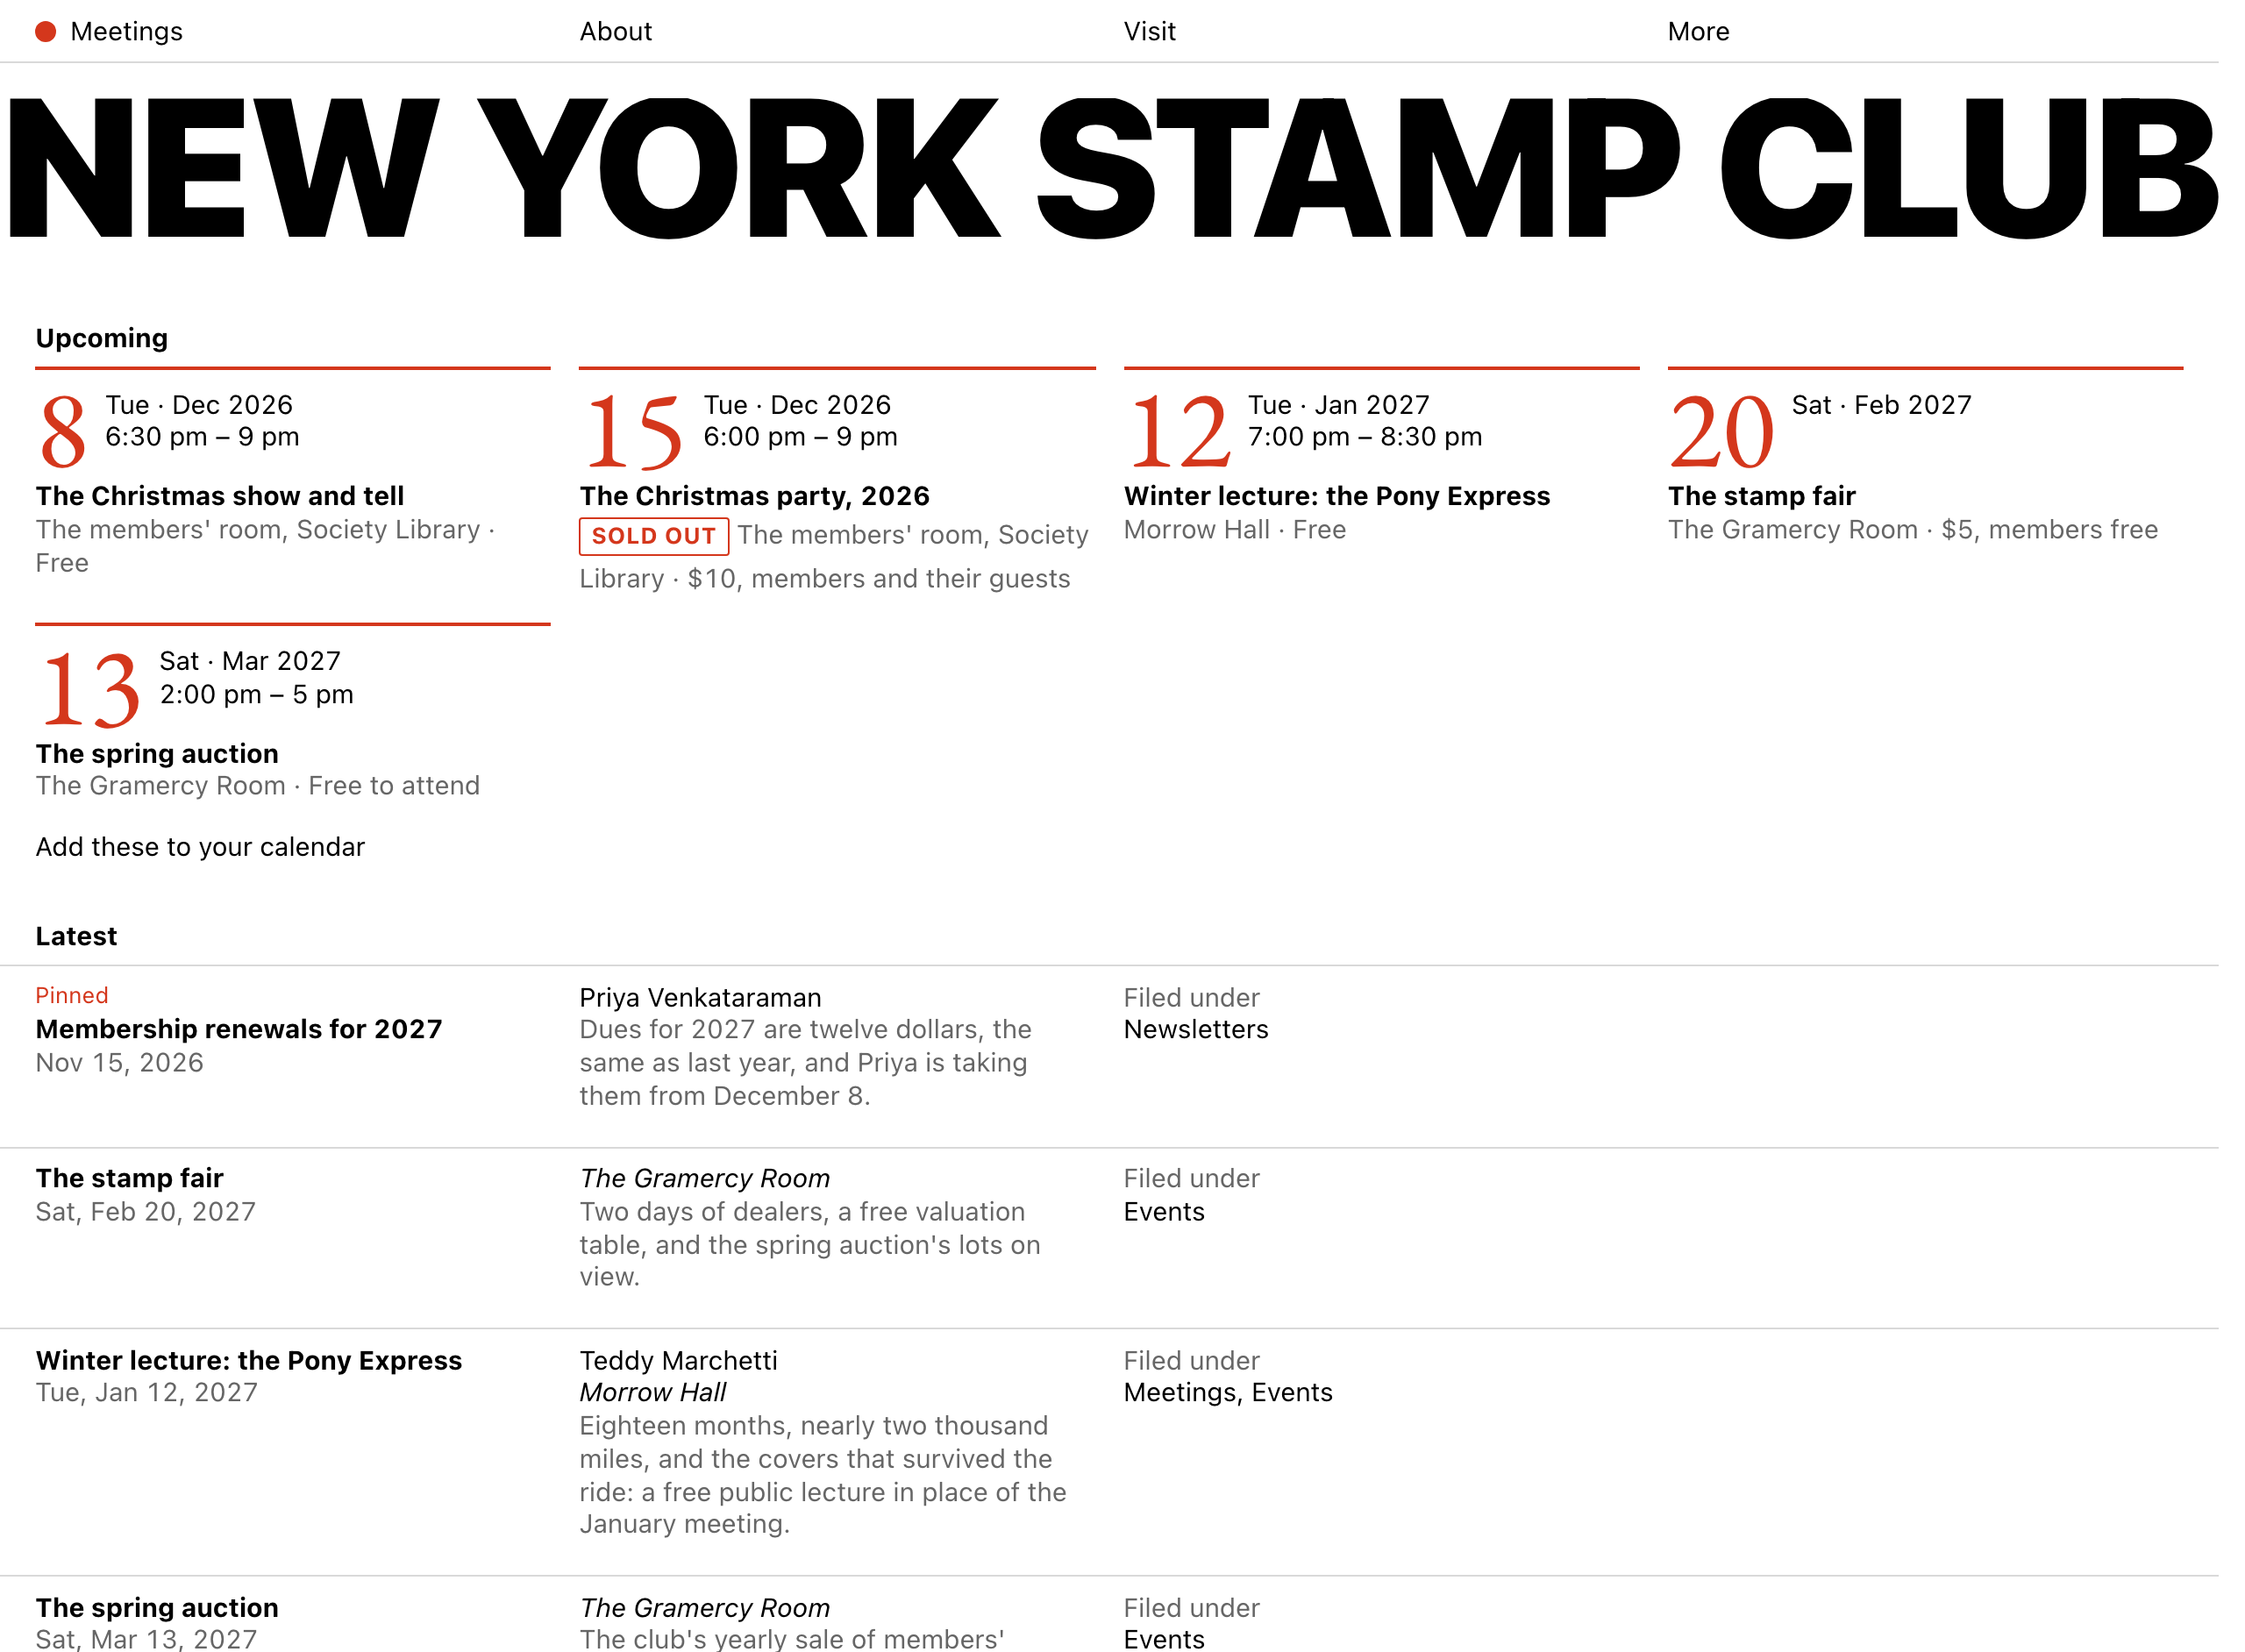 Meetings
About
Visit
More
NEW YORK STAMP CLUB
Upcoming
8
Tue · Dec 2026
6:30 pm – 9 pm
The Christmas show and tell
The members' room, Society Library ·
Free
15
Tue · Dec 2026
6:00 pm – 9 pm
The Christmas party, 2026
SOLD OUT The members' room, Society
Library · $10, members and their guests
12
Tue · Jan 2027
7:00 pm – 8:30 pm
Winter lecture: the Pony Express
Morrow Hall · Free
20
Sat · Feb 2027
The stamp fair
The Gramercy Room · $5, members free
13
Sat · Mar 2027
2:00 pm – 5 pm
The spring auction
The Gramercy Room · Free to attend
Add these to your calendar
Latest
Pinned
Membership renewals for 2027
Nov 15, 2026
Priya Venkataraman
Dues for 2027 are twelve dollars, the
same as last year, and Priya is taking
them from December 8.
Filed under
Newsletters
The stamp fair
Sat, Feb 20, 2027
The Gramercy Room
Two days of dealers, a free valuation
table, and the spring auction's lots on
view.
Filed under
Events
Winter lecture: the Pony Express
Tue, Jan 12, 2027
Teddy Marchetti
Morrow Hall
Eighteen months, nearly two thousand
miles, and the covers that survived the
ride: a free public lecture in place of the
January meeting.
Filed under
Meetings, Events
The spring auction
Sat, Mar 13, 2027
The Gramercy Room
The club's yearly sale of members'
Filed under
Events